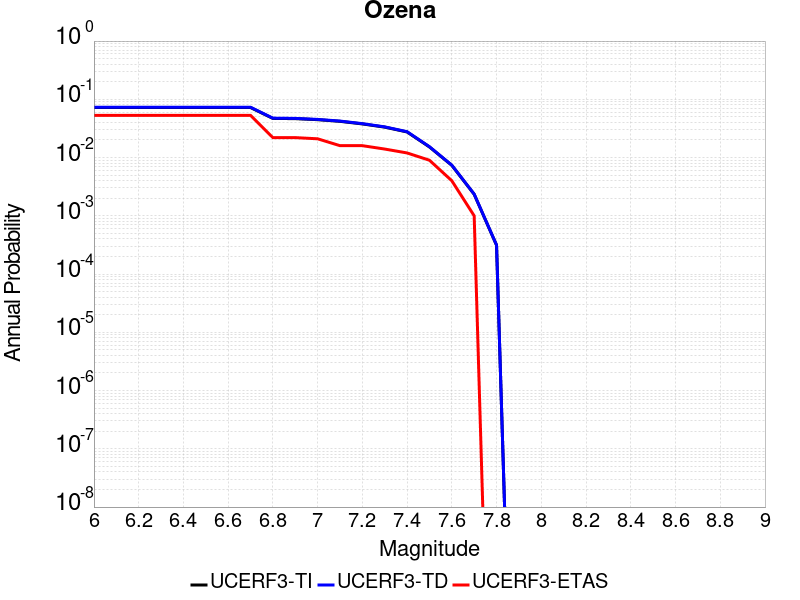 Ozena
10^0
10^-1
10^-2
10^-3
10^-4
10^-5
10^-6
10^-7
10^-8
Annual Probability
6 6.2 6.4 6.6 6.8 7 7.2 7.4 7.6 7.8 8 8.2 8.4 8.6 8.8 9
Magnitude
UCERF3-TI UCERF3-TD UCERF3-ETAS